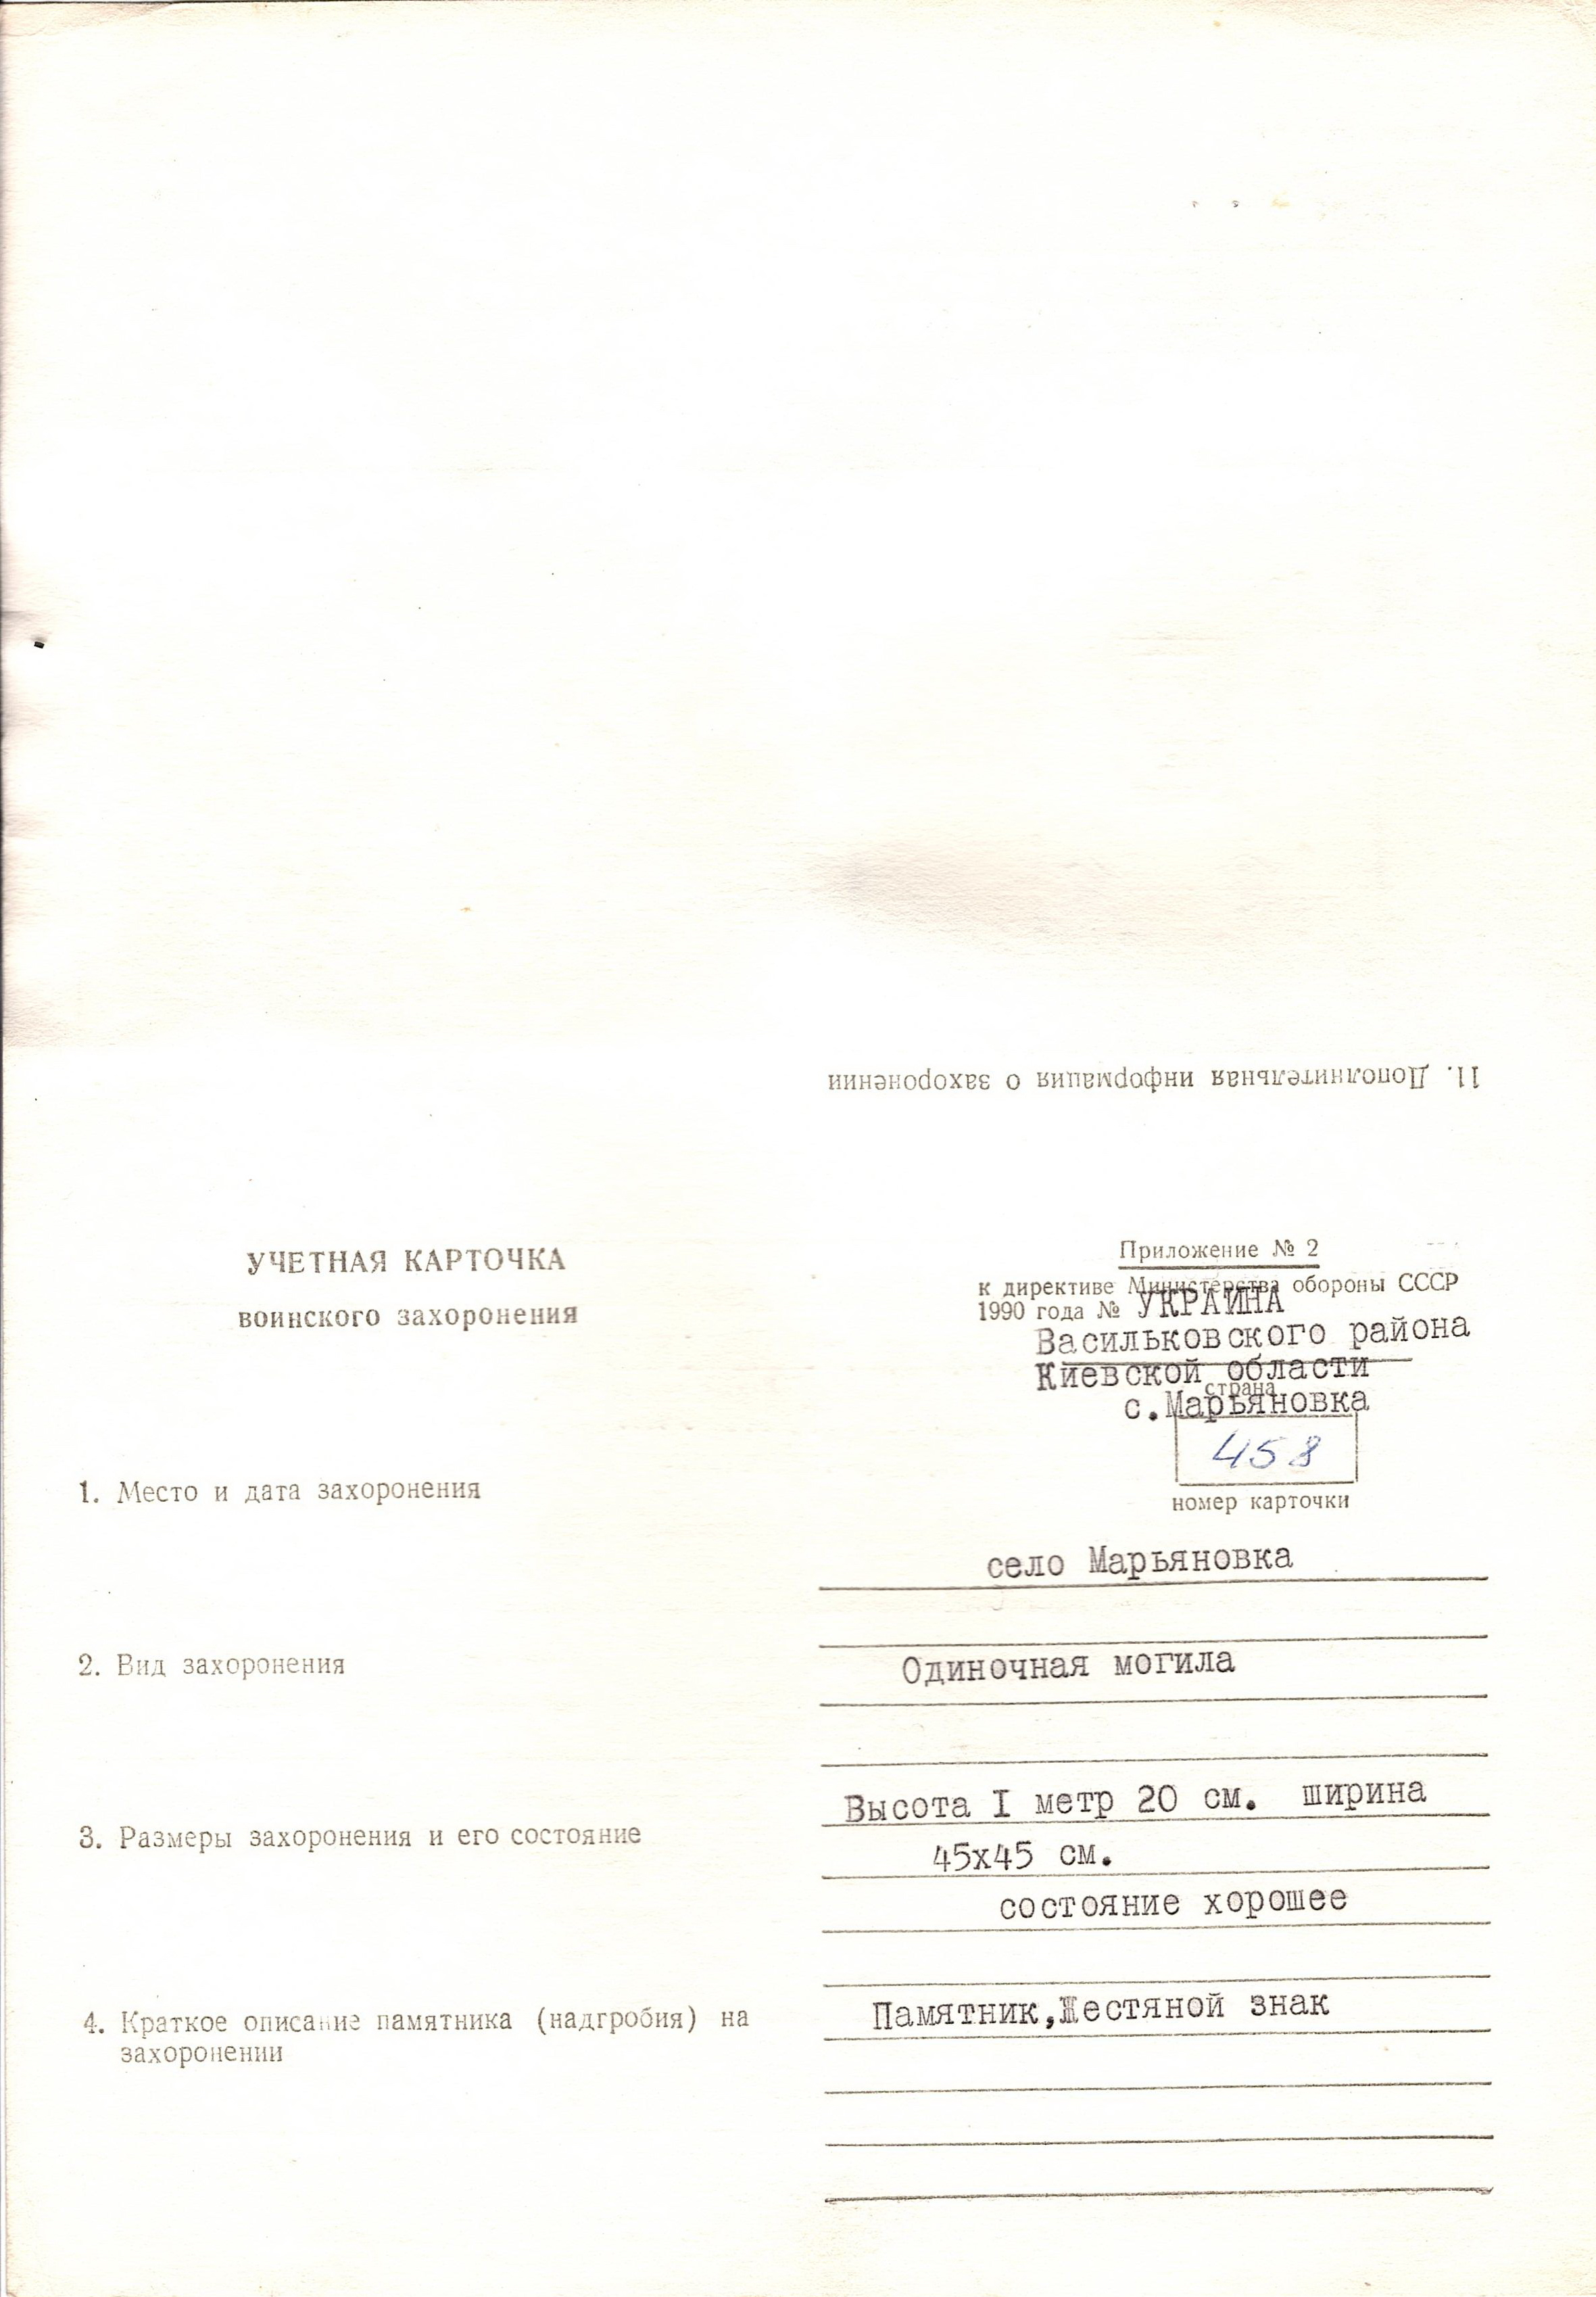 11. Дополнительная информация о захоронении
УЧЕТНАЯ КАРТОЧКА
воинского захоронения
Приложение № 2
к директиве Министерства обороны СССР
1990 года № УКРАИНА
Васильковского района
Киевской области
страна
с.Марьяновка
458
номер карточки
1. Место и дата захоронения
село Марьяновка
2. Вид захоронения
Одиночная могила
3. Размеры захоронения и его состояние
Высота I метр 20 см. ширина
45х45 см.
состояние хорошее
4. Краткое описание памятника (надгробия) на
захоронении
Памятник, знак